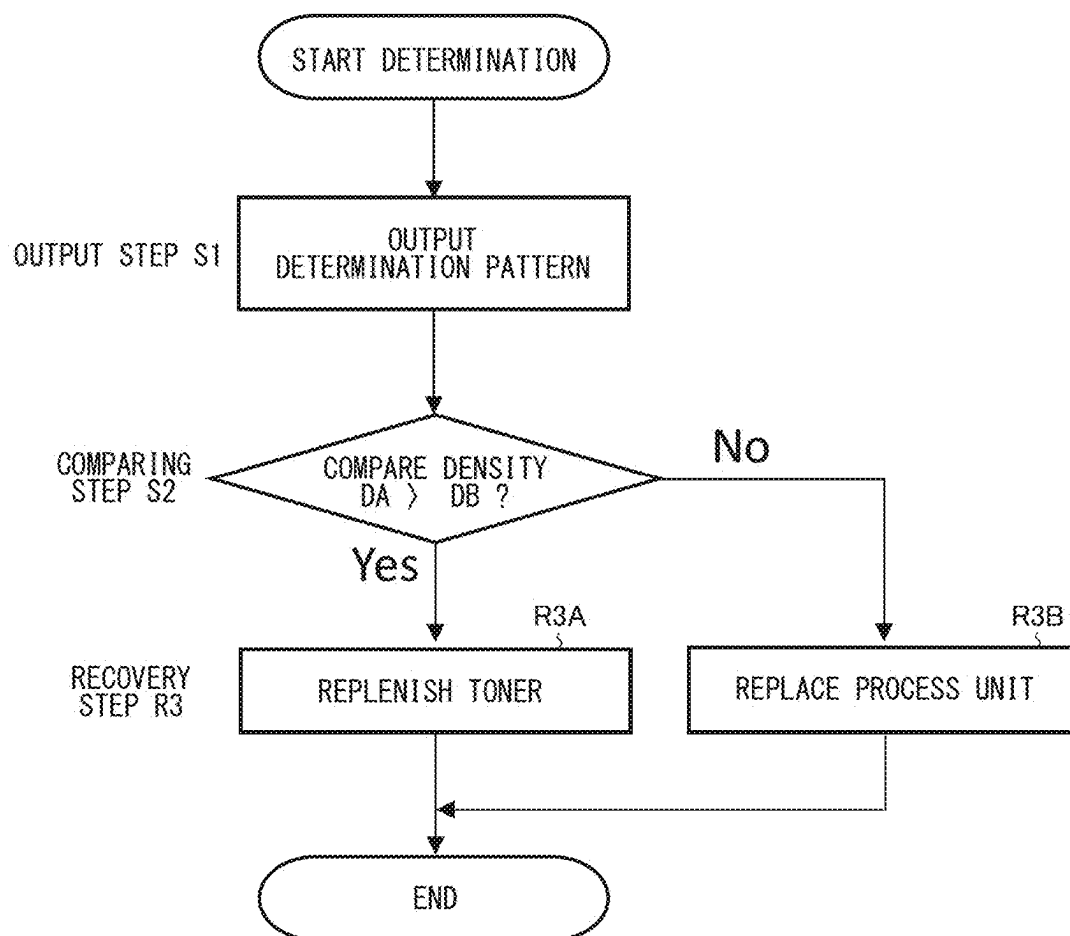 START DETERMINATION
OUTPUT STEP S1
OUTPUT
DETERMINATION PATTERN
COMPARING
STEP S2
COMPARE DENSITY
DA > DB ?
No
Yes
RECOVERY
STEP R3
R3A
REPLENISH TONER
R3B
REPLACE PROCESS UNIT
END